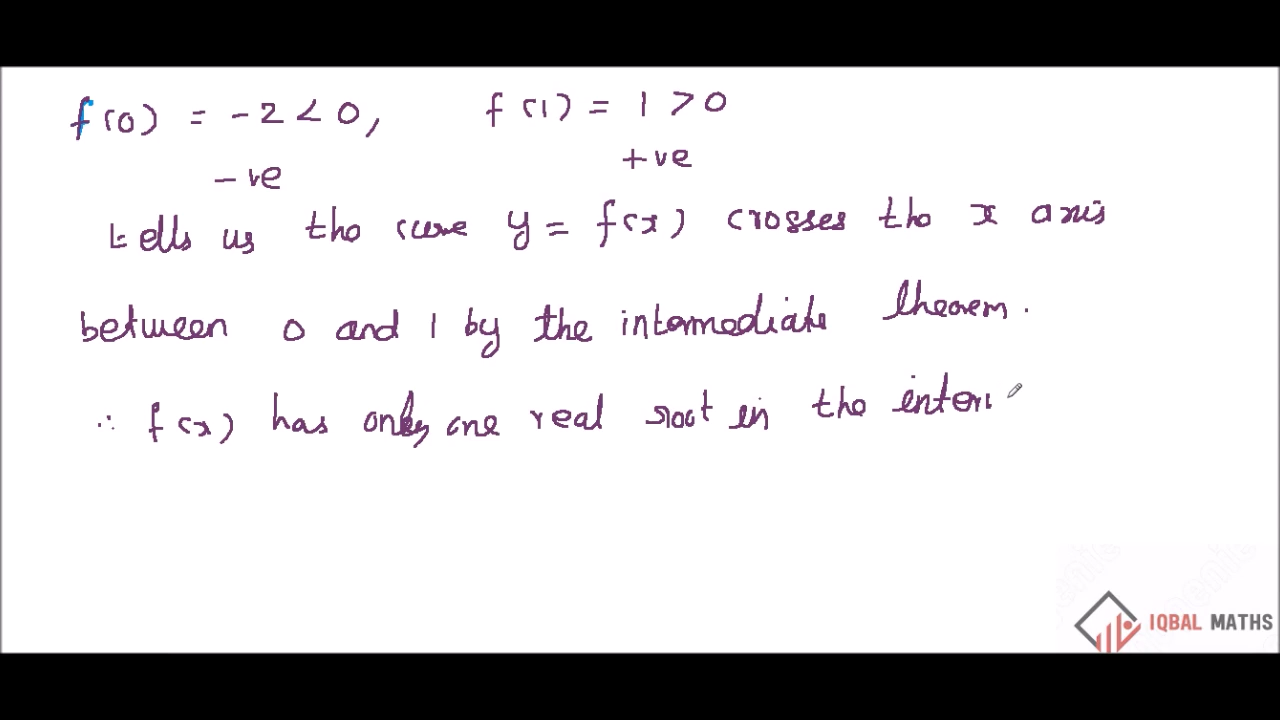 f(0) = -2 < 0, f(1) = 1 > 0
-ve +ve
tells us the curve y = f(x) crosses the x axis
between 0 and 1 by the intermediate theorem.
∴ f(x) has only one real root in the inter
IQBAL MATHS